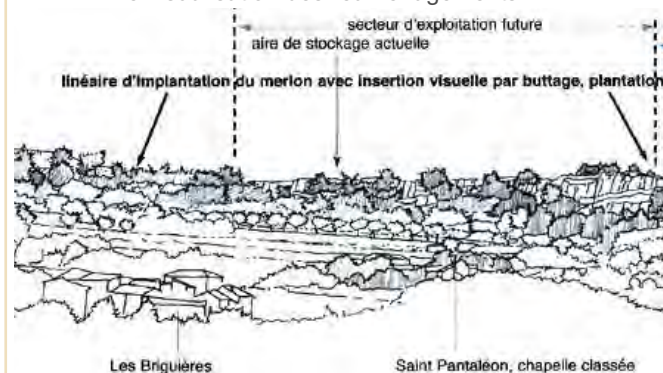 secteur d'exploitation future
aire de stockage actuelle
linéaire d'implantation du merlon avec insertion visuelle par buttage, plantation
Les Briguières
Saint Pantaléon, chapelle classée